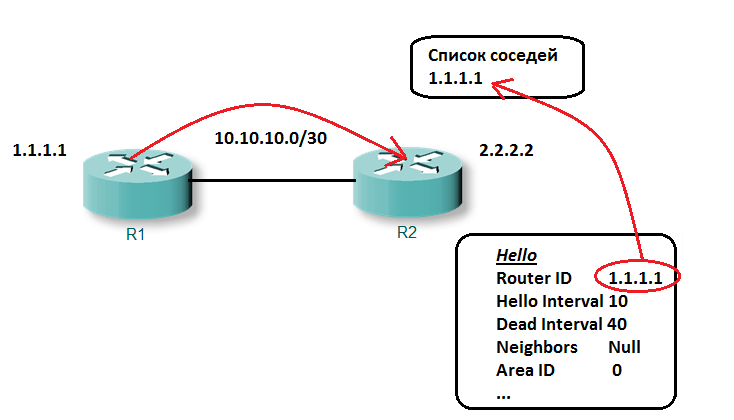 Список соседей
1.1.1.1
1.1.1.1
10.10.10.0/30
2.2.2.2
R1
R2
Hello
Router ID 1.1.1.1
Hello Interval 10
Dead Interval 40
Neighbors Null
Area ID 0
...